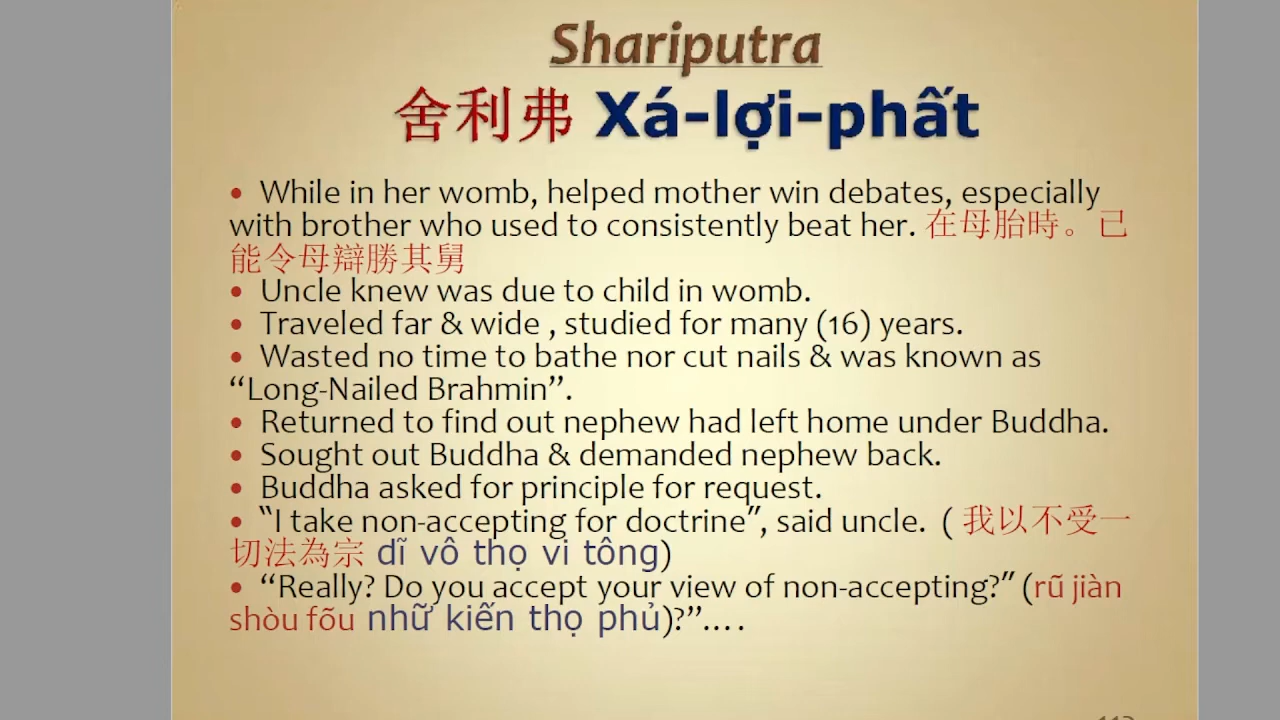 Shariputra
舍利弗 Xá-lợi-phất
• While in her womb, helped mother win debates, especially
with brother who used to consistently beat her. 在母胎時。己
能令母辯勝其舅
• Uncle knew was due to child in womb.
• Traveled far & wide , studied for many (16) years.
• Wasted no time to bathe nor cut nails & was known as
“Long-Nailed Brahmin”.
• Returned to find out nephew had left home under Buddha.
• Sought out Buddha & demanded nephew back.
• Buddha asked for principle for request.
• “I take non-accepting for doctrine”, said uncle. ( 我以不受一
切法為宗 dĩ vô thọ vi tông)
• “Really? Do you accept your view of non-accepting?” (rũ jiàn
shòu fõu nhữ kiến thọ phủ)?”.…